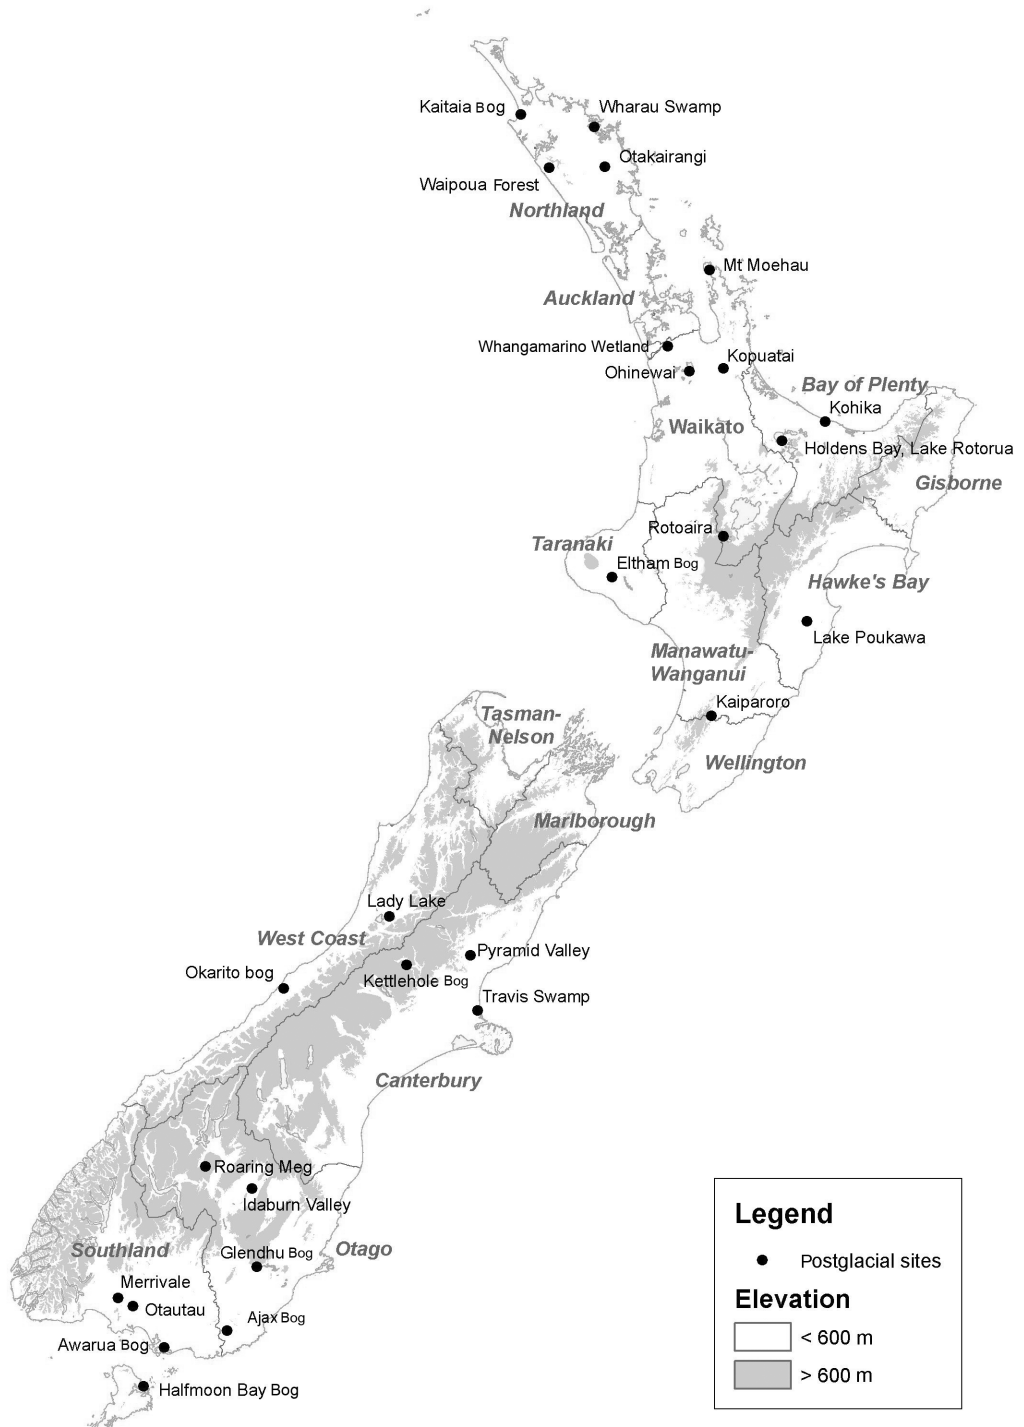 Kaitaia Bog
Wharau Swamp
Otakairangi
Waipoua Forest
Northland
Mt Moehau
Auckland
Whangamarino Wetland
Kopuatai
Ohinewai
Bay of Plenty
Kohika
Waikato
Holdens Bay, Lake Rotorua
Gisborne
Rotoaira
Taranaki
Eltham Bog
Hawke's Bay
Lake Poukawa
Manawatu-
Wanganui
Kaiparoro
Tasman-
Nelson
Wellington
Marlborough
Lady Lake
West Coast
Pyramid Valley
Okarito bog
Kettlehole Bog
Travis Swamp
Canterbury
Roaring Meg
Idaburn Valley
Southland
Glendhu Bog
Otago
Merrivale
Otautau
Ajax Bog
Awarua Bog
Halfmoon Bay Bog
Legend
Postglacial sites
Elevation
< 600 m
> 600 m